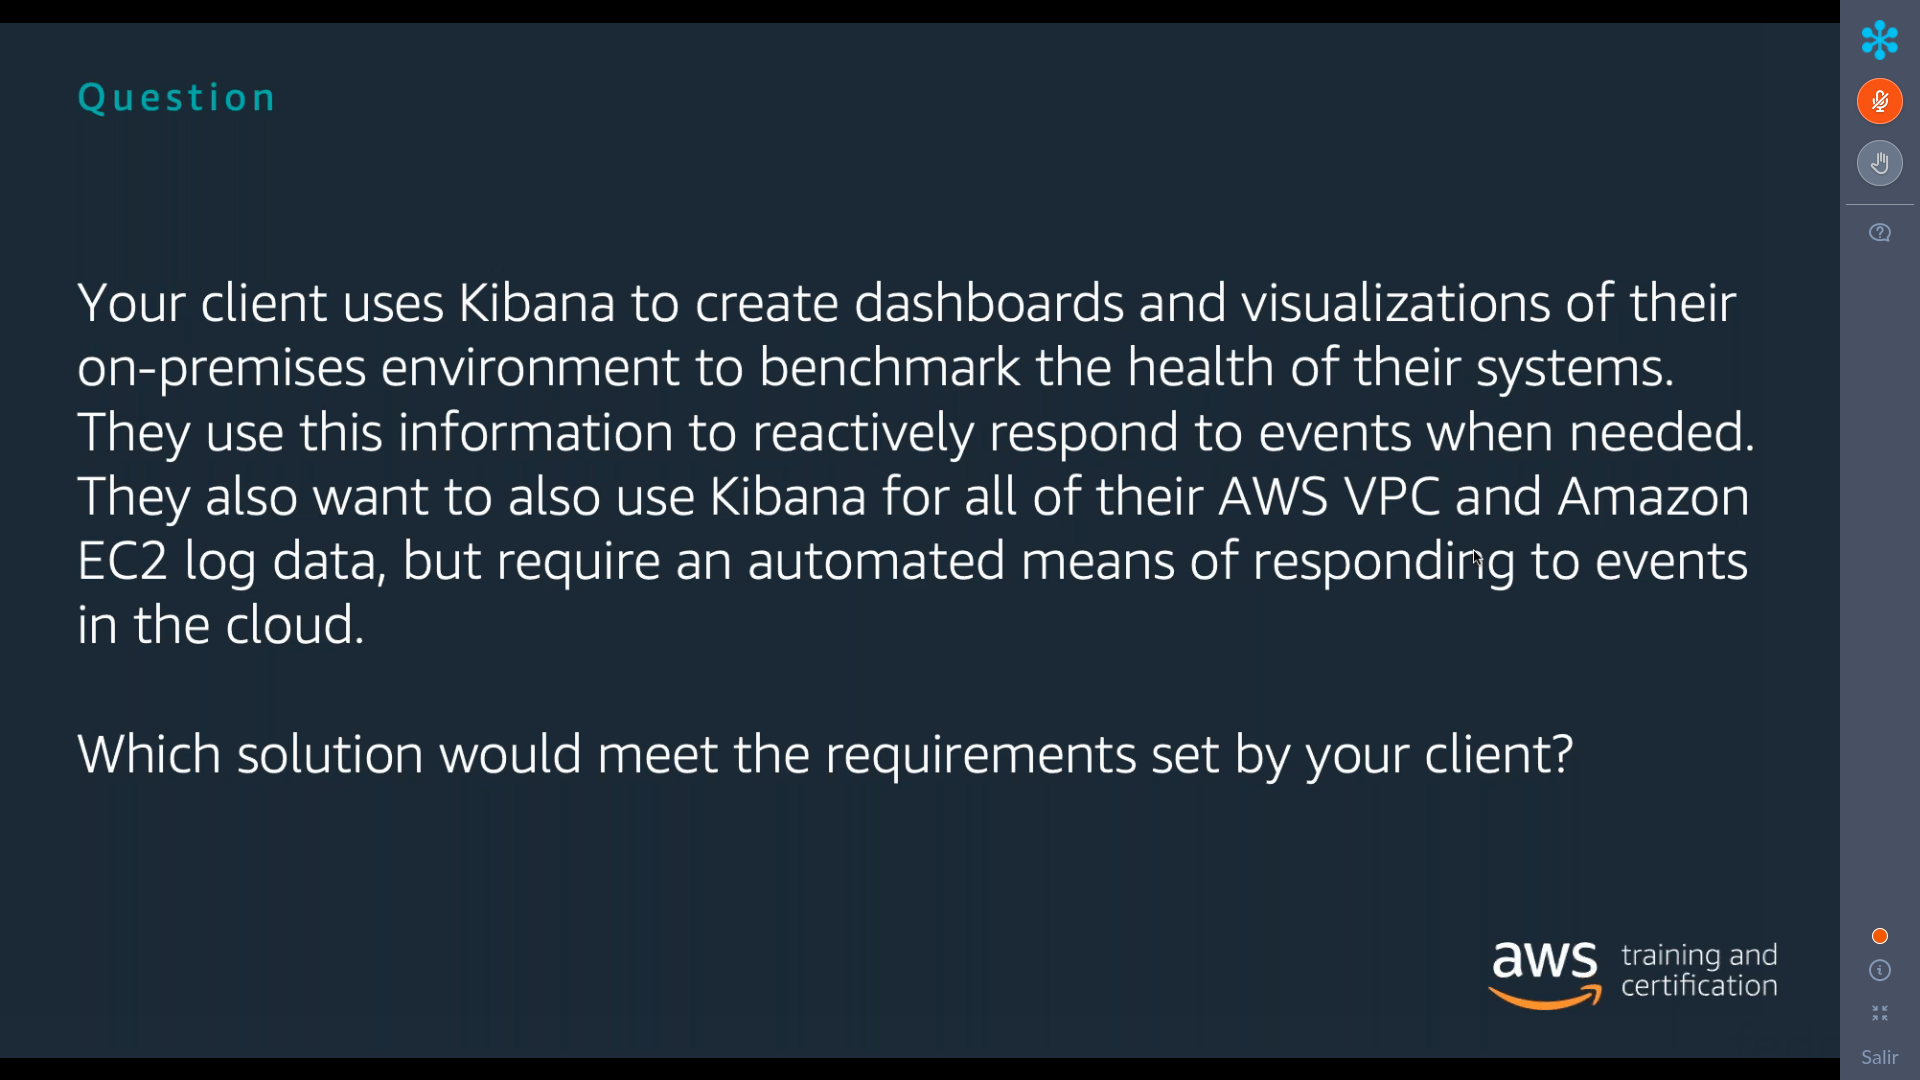 Question
Your client uses Kibana to create dashboards and visualizations of their
on-premises environment to benchmark the health of their systems.
They use this information to reactively respond to events when needed.
They also want to also use Kibana for all of their AWS VPC and Amazon
EC2 log data, but require an automated means of responding to events
in the cloud.
Which solution would meet the requirements set by your client?
aws training and
certification
Salir